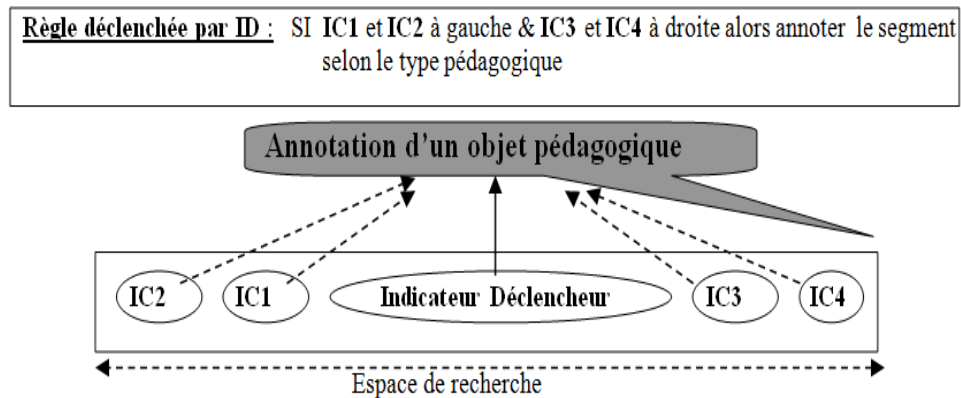 Règle déclenchée par ID : SI IC1 et IC2 à gauche & IC3 et IC4 à droite alors annoter le segment
selon le type pédagogique
Annotation d'un objet pédagogique
IC2 IC1 Indicateur Déclencheur IC3 IC4
Espace de recherche